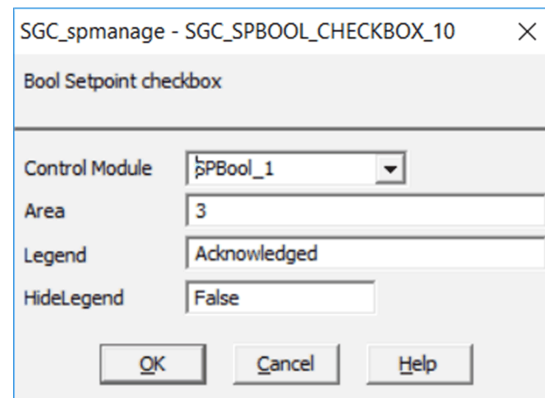 SGC_spmanage - SGC_SPBOOL_CHECKBOX_10
Bool Setpoint checkbox
Control Module SPBool_1
Area 3
Legend Acknowledged
HideLegend False
OK Cancel Help